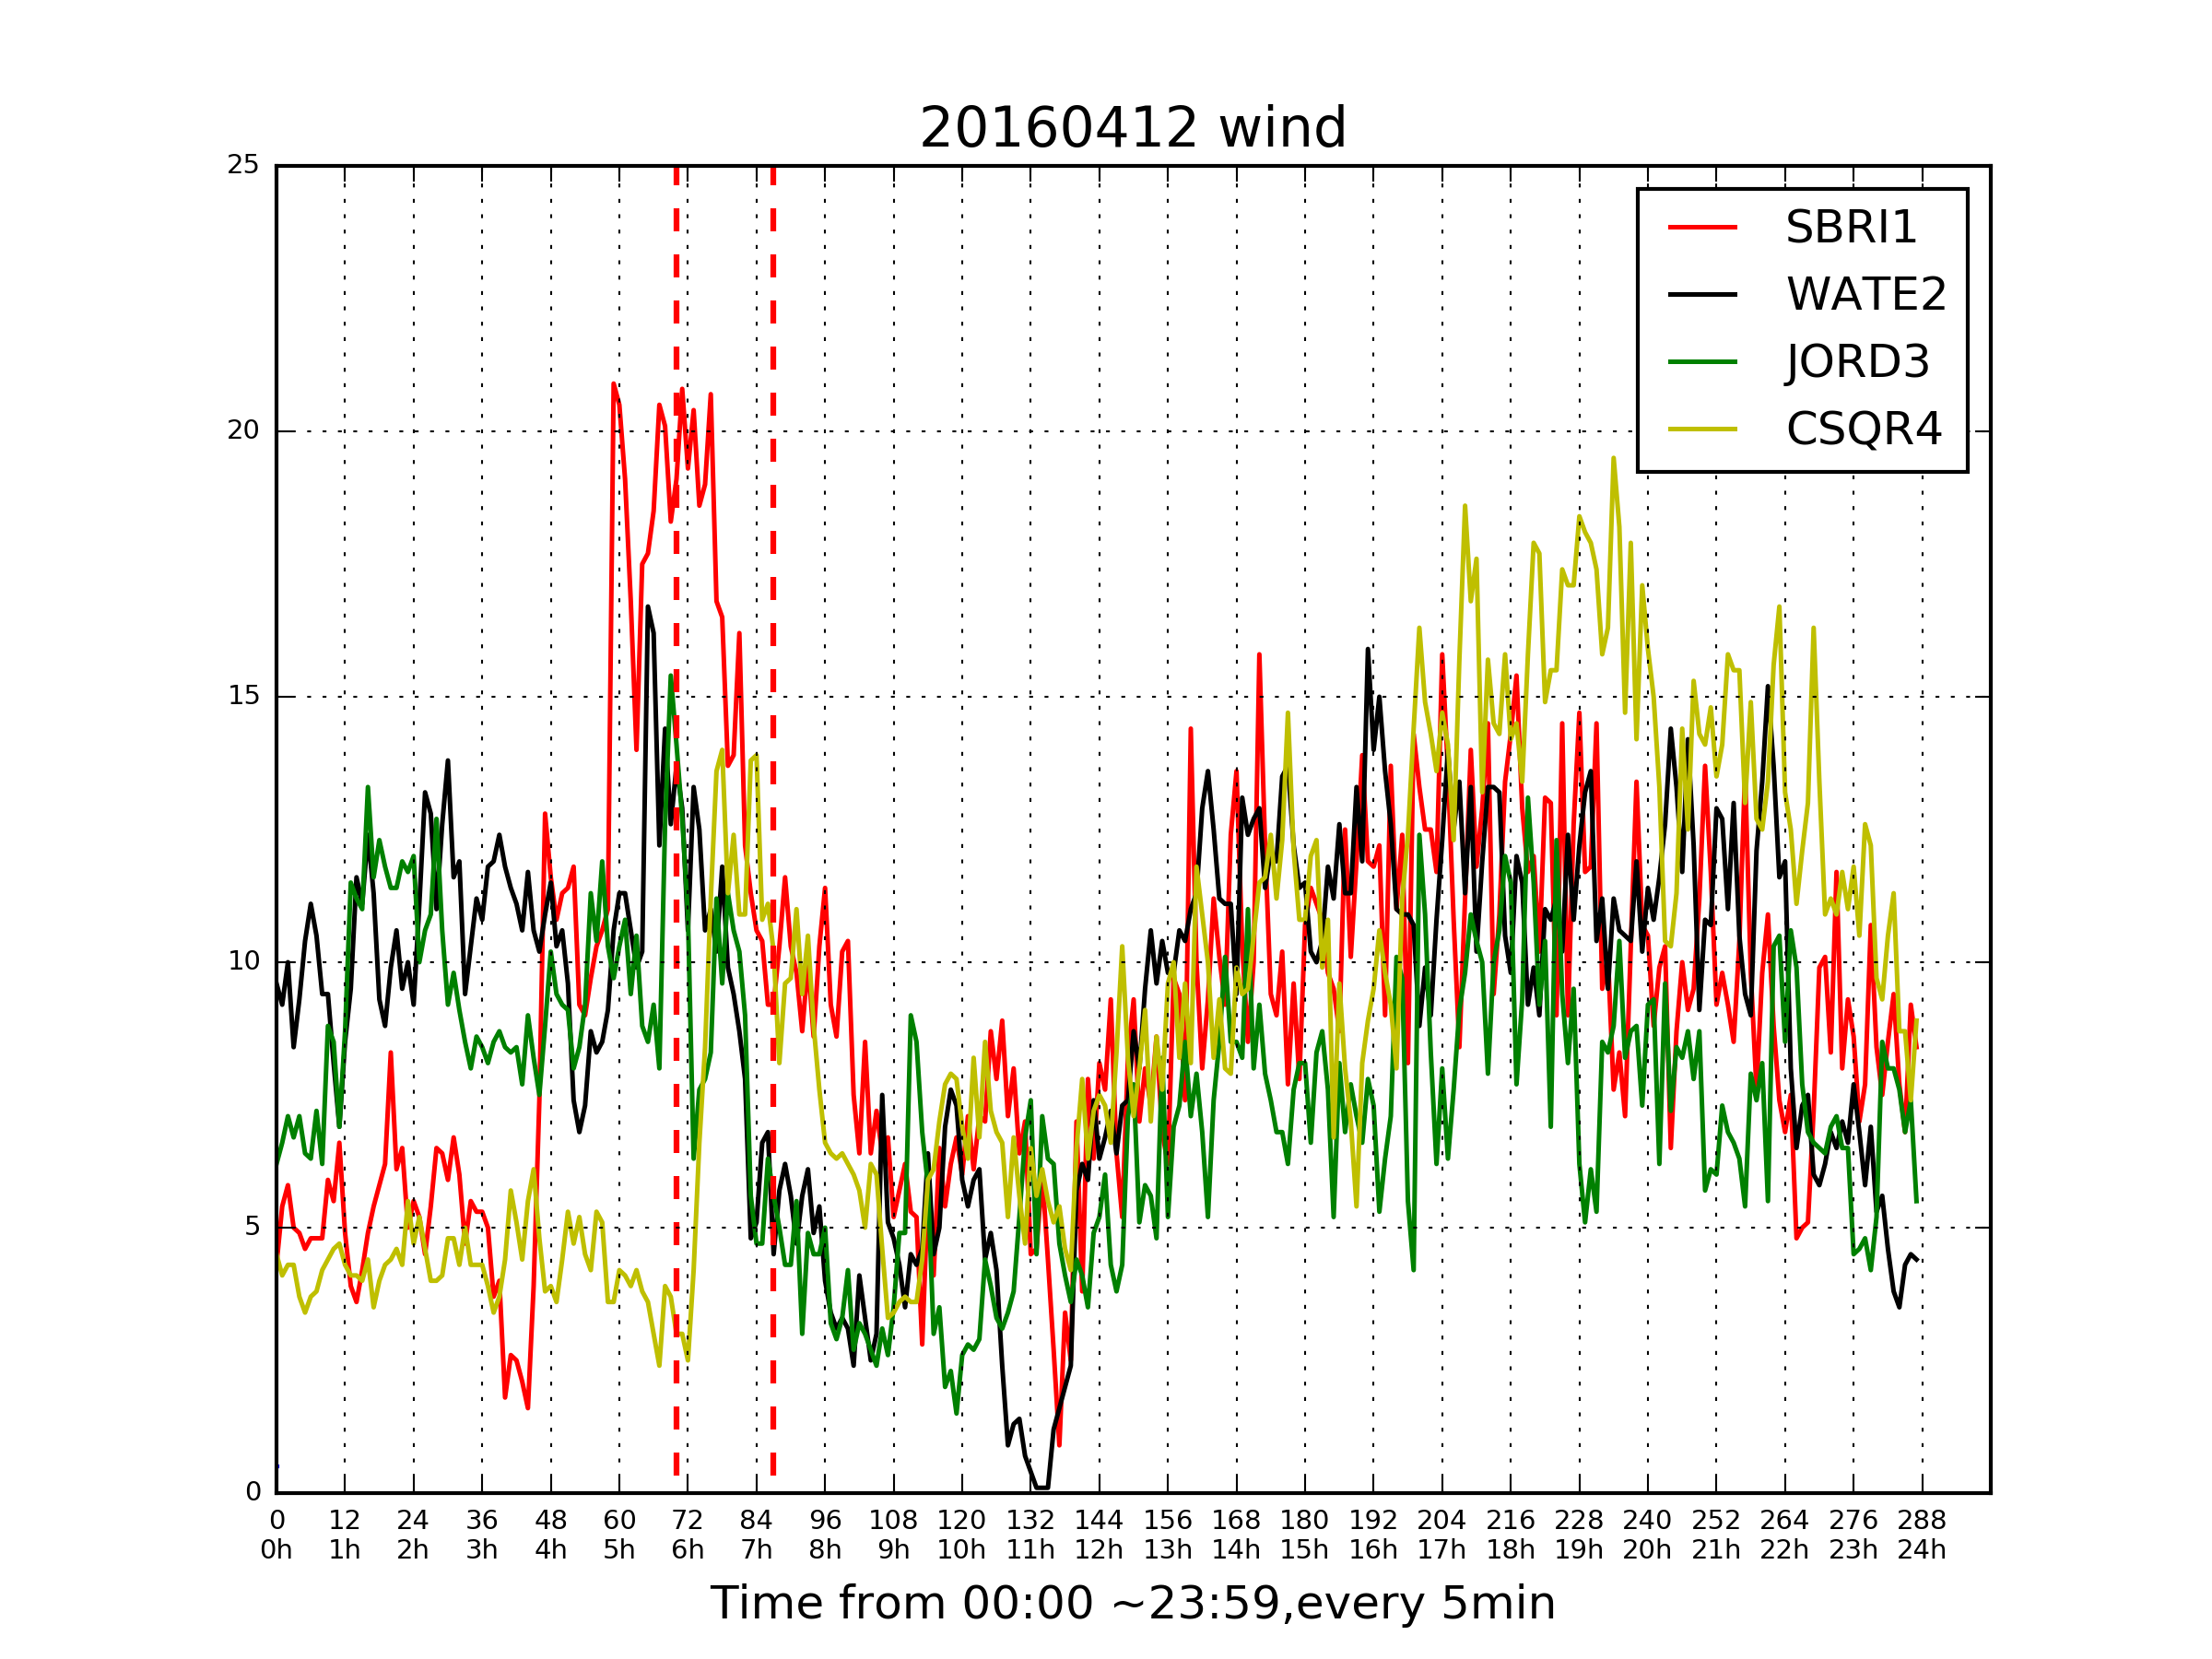 20160412 wind
25
20
15
10
5
0
SBRI1
WATE2
JORD3
CSQR4
0 12 24 36 48 60 72 84 96 108 120 132 144 156 168 180 192 204 216 228 240 252 264 276 288
0h 1h 2h 3h 4h 5h 6h 7h 8h 9h 10h 11h 12h 13h 14h 15h 16h 17h 18h 19h 20h 21h 22h 23h 24h
Time from 00:00 ~23:59,every 5min